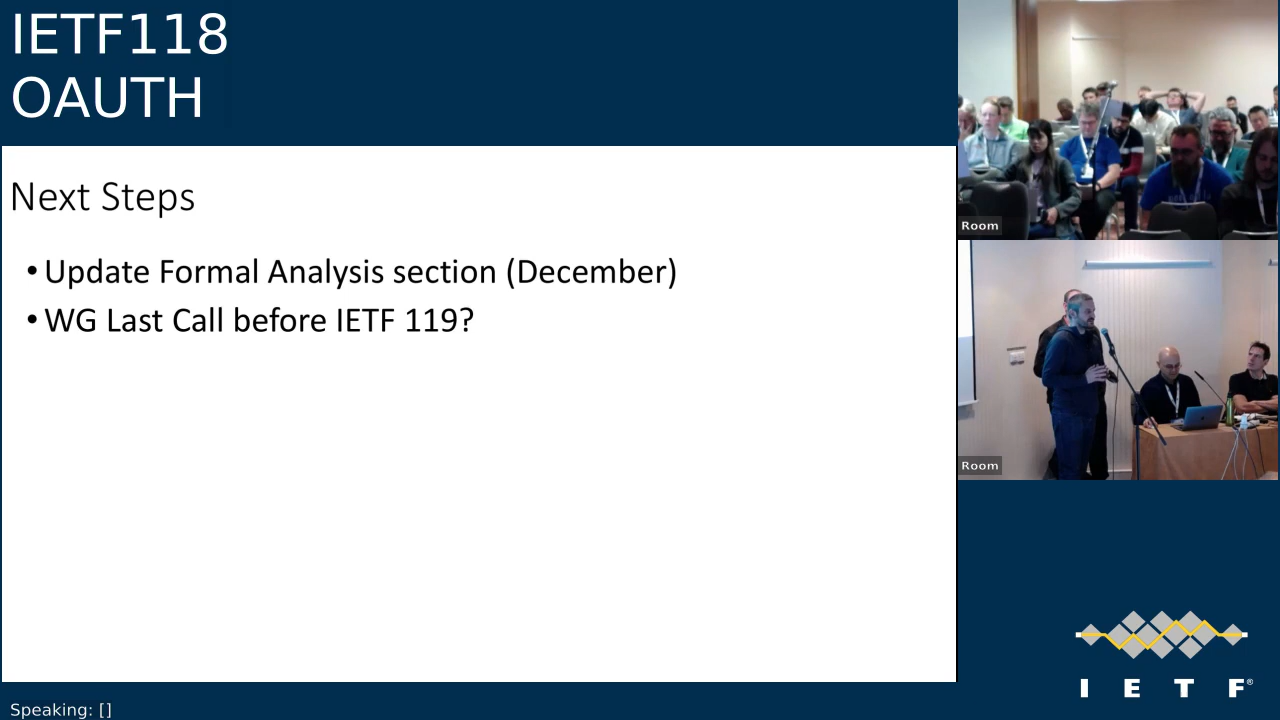 IETF118
OAUTH
Next Steps
• Update Formal Analysis section (December)
• WG Last Call before IETF 119?
Room
Room
I E T F®
Speaking: []